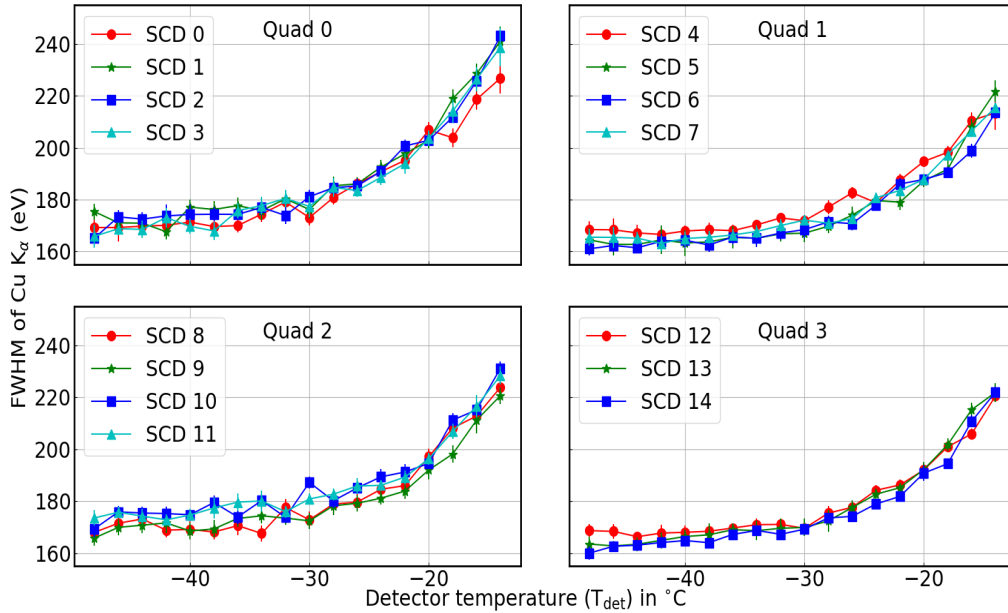 FWHM of Cu Kα (eV)
Quad 0
SCD 0
SCD 1
SCD 2
SCD 3
240
220
200
180
160
Quad 1
SCD 4
SCD 5
SCD 6
SCD 7
Quad 2
SCD 8
SCD 9
SCD 10
SCD 11
240
220
200
180
160
−40
−30
−20
Quad 3
SCD 12
SCD 13
SCD 14
−40
−30
−20
Detector temperature (Tdet) in °C